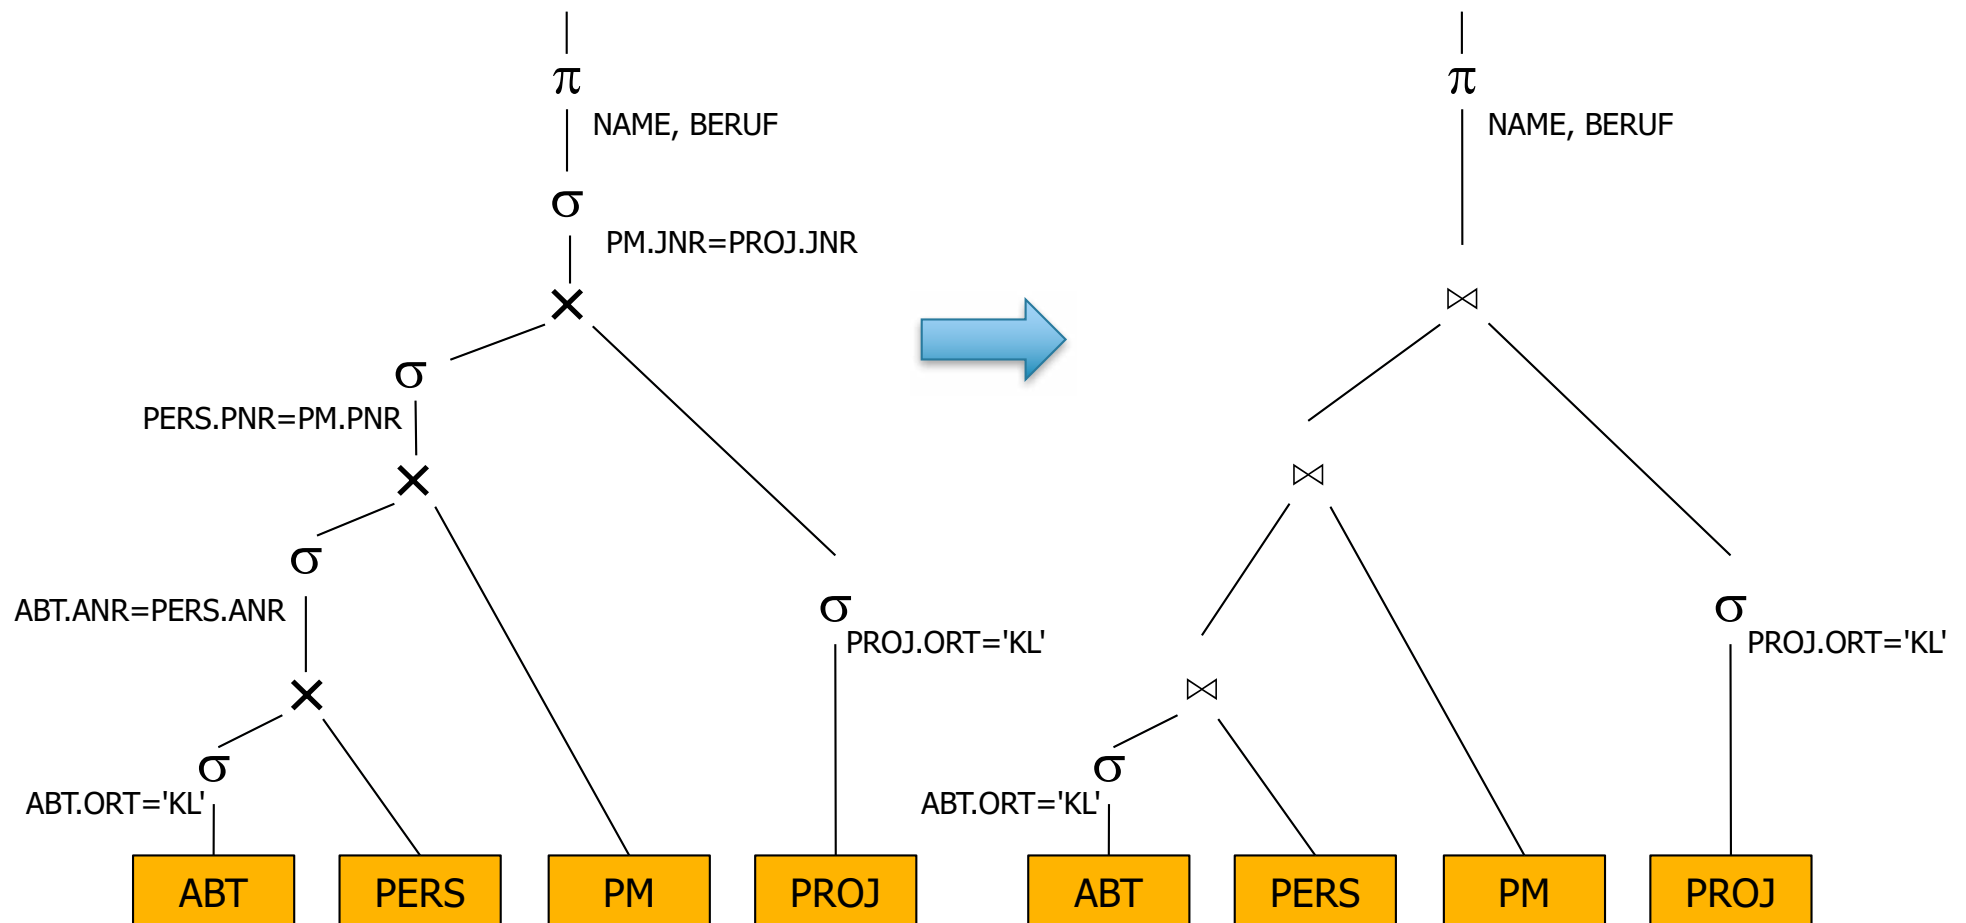 π
π
NAME, BERUF
NAME, BERUF
σ
PM.JNR=PROJ.JNR
×
⋈
σ
PERS.PNR=PM.PNR
×
⋈
σ
ABT.ANR=PERS.ANR
σ
PROJ.ORT='KL'
σ
PROJ.ORT='KL'
×
⋈
σ
ABT.ORT='KL'
σ
ABT.ORT='KL'
ABT
PERS
PM
PROJ
ABT
PERS
PM
PROJ